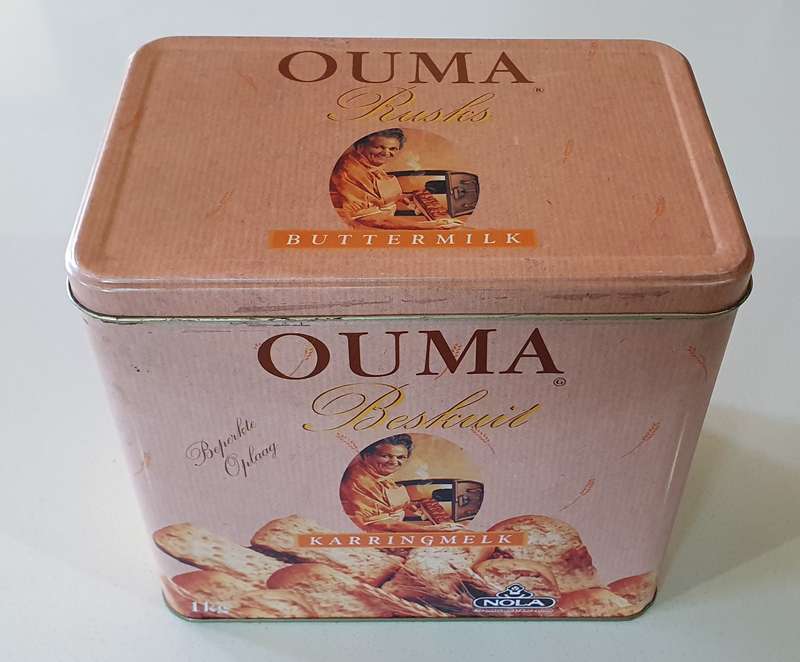 OUMA
®
Rusks
BUTTERMILK
OUMA
Beskuit
Beperkte
Oplaag
KARRINGMELK
1kg
NOLA